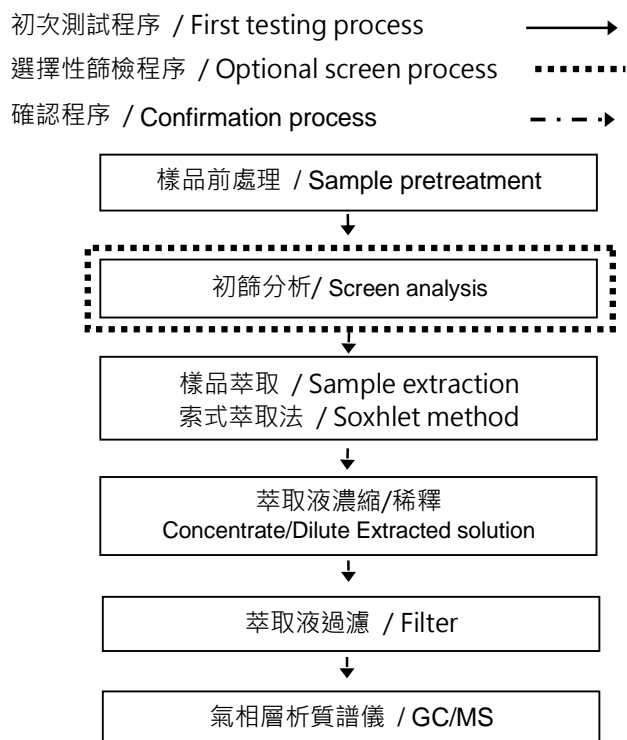 初次測試程序 / First testing process
選擇性篩檢程序 / Optional screen process
確認程序 / Confirmation process
樣品前處理 / Sample pretreatment
初篩分析/ Screen analysis
樣品萃取 / Sample extraction
索式萃取法 / Soxhlet method
萃取液濃縮/稀釋
Concentrate/Dilute Extracted solution
萃取液過濾 / Filter
氣相層析質譜儀 / GC/MS